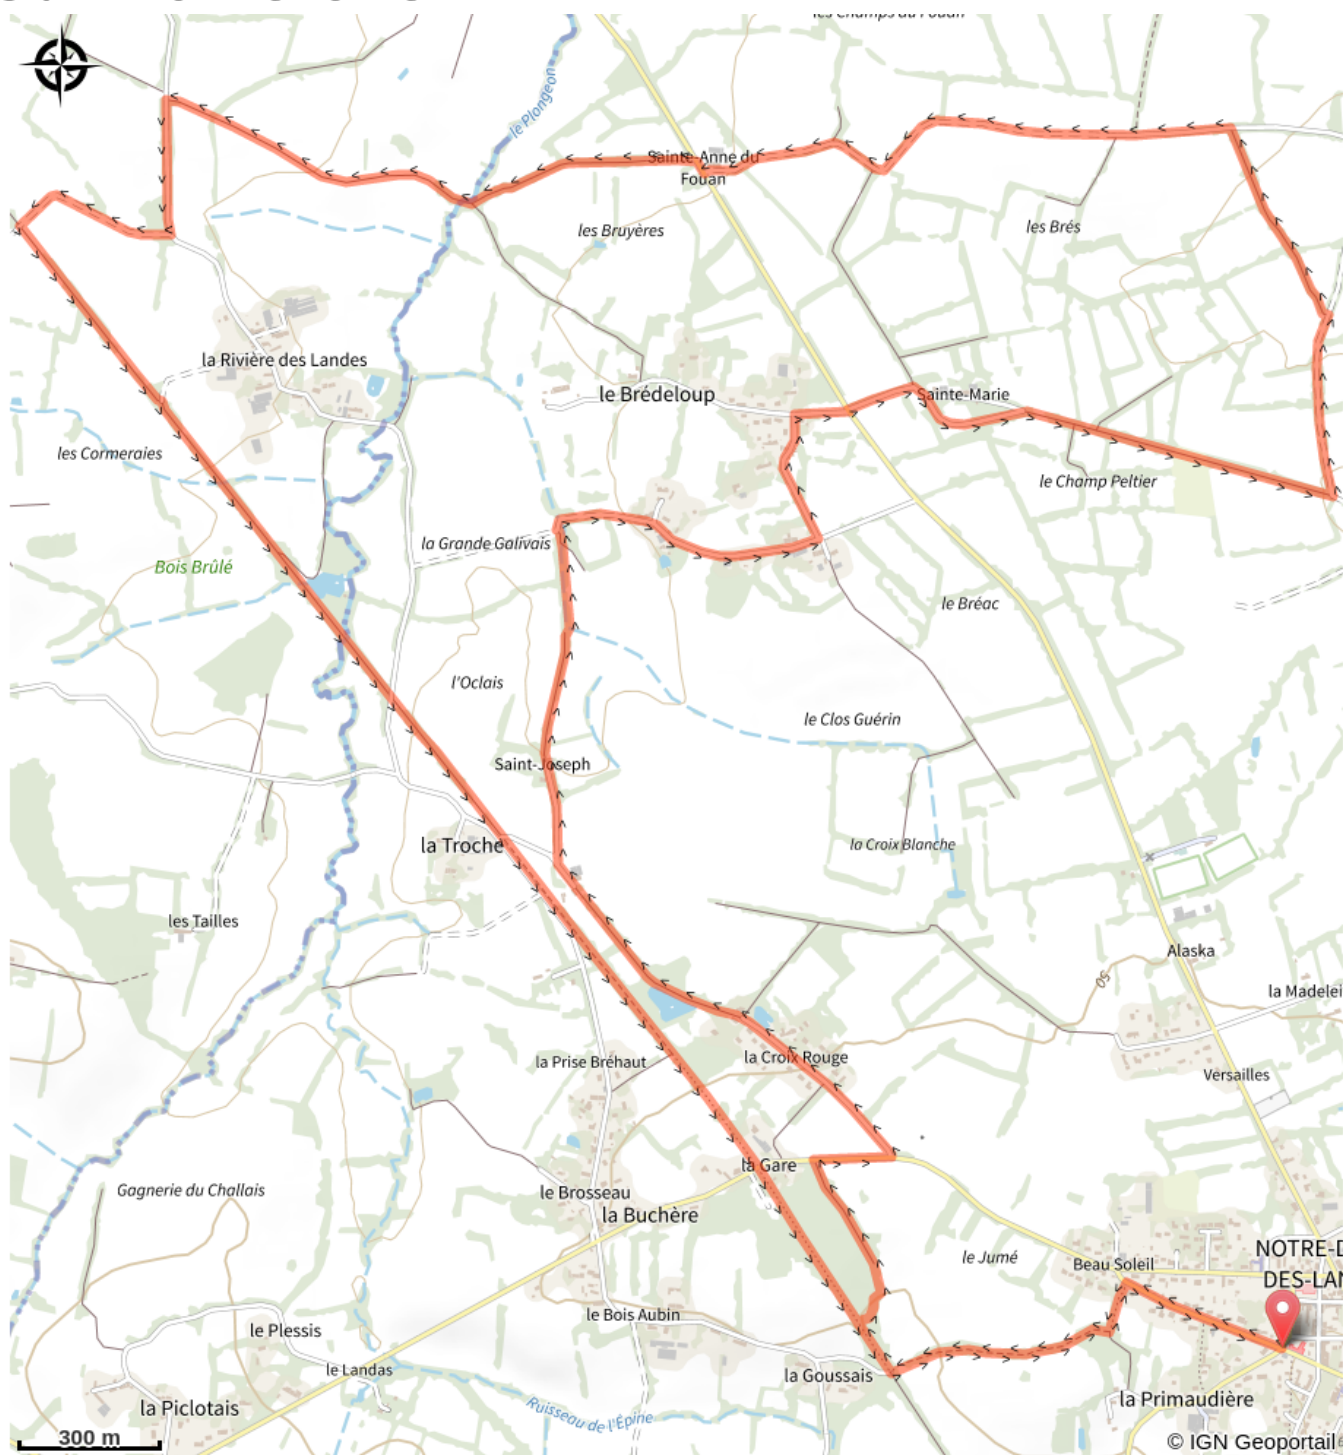 le Plongeon
Sainte-Anne du
Fouan
les Bruyères
les Brés
la Rivière des Landes
le Brédeloup
Sainte-Marie
les Cormeraies
le Champ Peltier
la Grande Galivais
Bois Brûlé
le Bréac
l'Oclais
le Clos Guérin
Saint-Joseph
la Troche
la Croix Blanche
les Tailles
Alaska
50
la Madelei
la Prise Bréhaut
la Croix Rouge
Versailles
la Gare
Gagnerie du Challais
le Brosseau
la Buchère
le Jumé
NOTRE-D
DES-LAN
Beau Soleil
le Bois Aubin
le Plessis
le Landas
la Goussais
la Primaudière
la Piclotais
Ruisseau de l'Épine
300 m
© IGN Geoportail